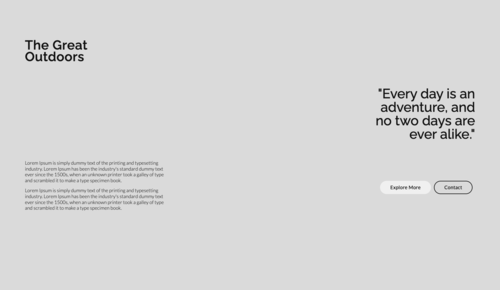 The Great
Outdoors
"Every day is an
adventure, and
no two days are
ever alike."
Lorem Ipsum is simply dummy text of the printing and typesetting
industry. Lorem Ipsum has been the industry's standard dummy text
ever since the 1500s, when an unknown printer took a galley of type
and scrambled it to make a type specimen book.
Lorem Ipsum is simply dummy text of the printing and typesetting
industry. Lorem Ipsum has been the industry's standard dummy text
ever since the 1500s, when an unknown printer took a galley of type
and scrambled it to make a type specimen book.
Explore More
Contact